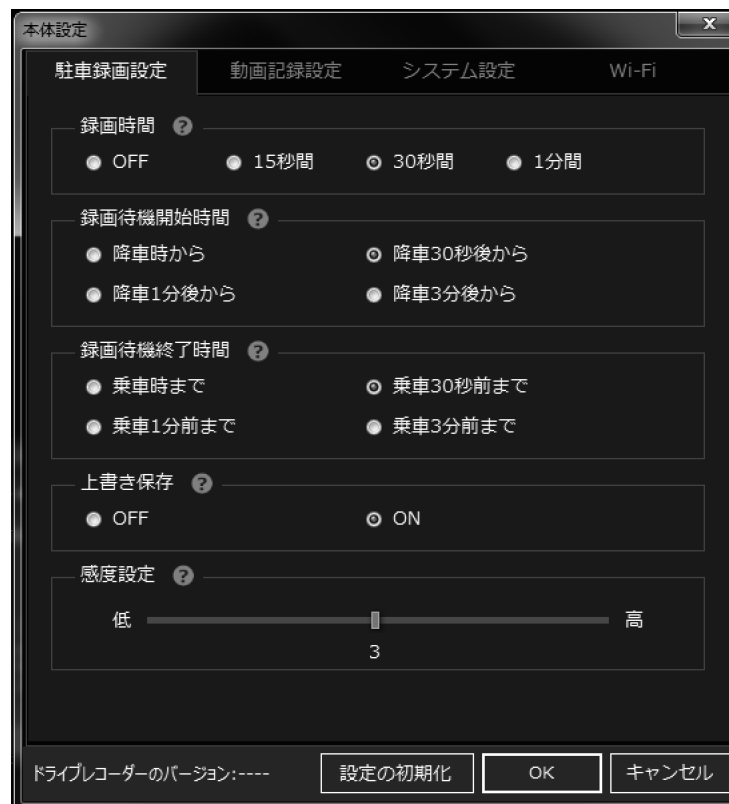 本体設定
x
駐車録画設定 動画記録設定 システム設定 Wi-Fi
録画時間 ?
OFF 15秒間 30秒間 1分間
録画待機開始時間 ?
降車時から 降車30秒後から
降車1分後から 降車3分後から
録画待機終了時間 ?
乗車時まで 乗車30秒前まで
乗車1分前まで 乗車3分前まで
上書き保存 ?
OFF ON
感度設定 ?
低 高
3
ドライブレコーダーのバージョン:---- 設定の初期化 OK キャンセル